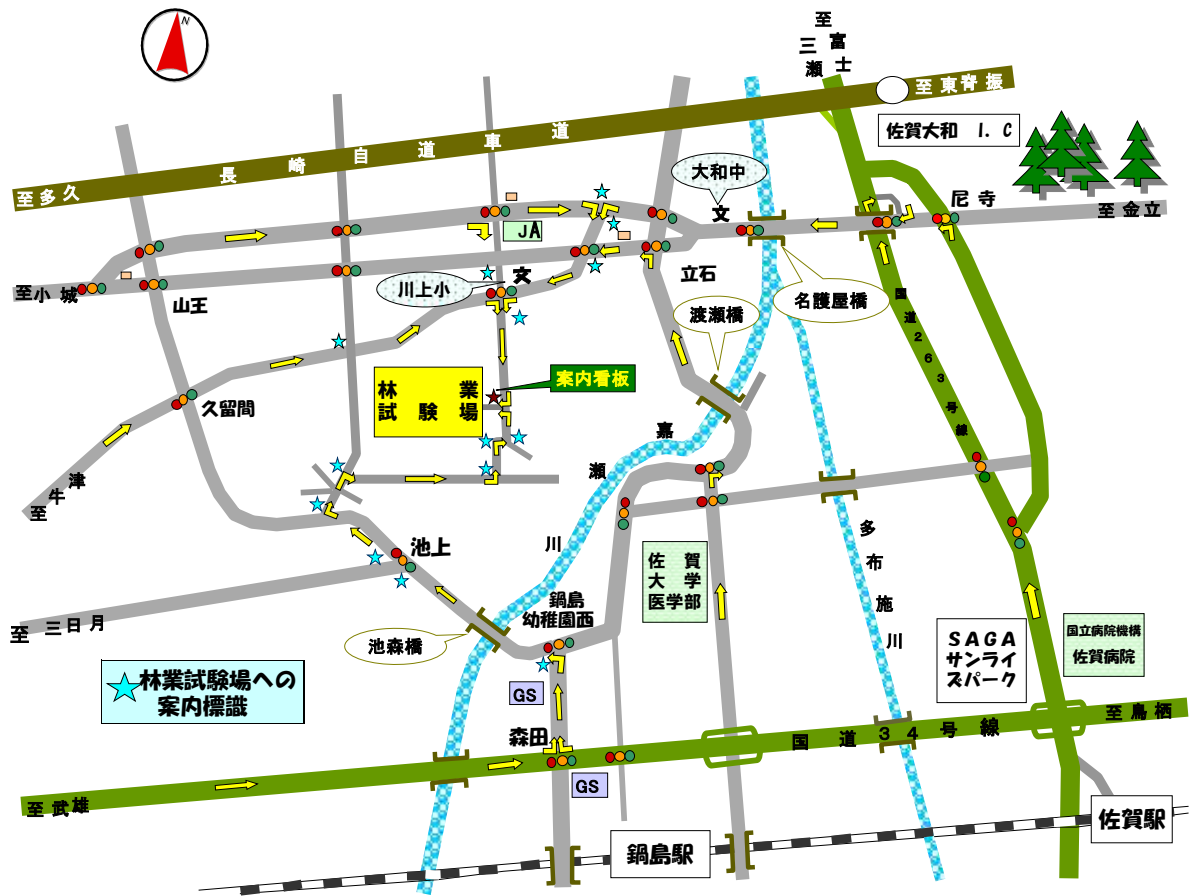 N
至富士
三瀬
至東脊振
佐賀大和 I.C
長崎自動車道
至多久
大和中
文
尼寺
至金立
JA
立石
文
川上小
至小城
山王
渡瀬橋
名護屋橋
国道263号線
林業
試験場
案内看板
久留間
嘉瀬川
至牛津
多布施川
池上
佐賀
大学
医学部
鍋島
幼稚園西
至三日月
池森橋
SAGA
サンライ
ズパーク
国立病院機構
佐賀病院
林業試験場への
案内標識
GS
森田
国道34号線
至鳥栖
GS
至武雄
佐賀駅
鍋島駅